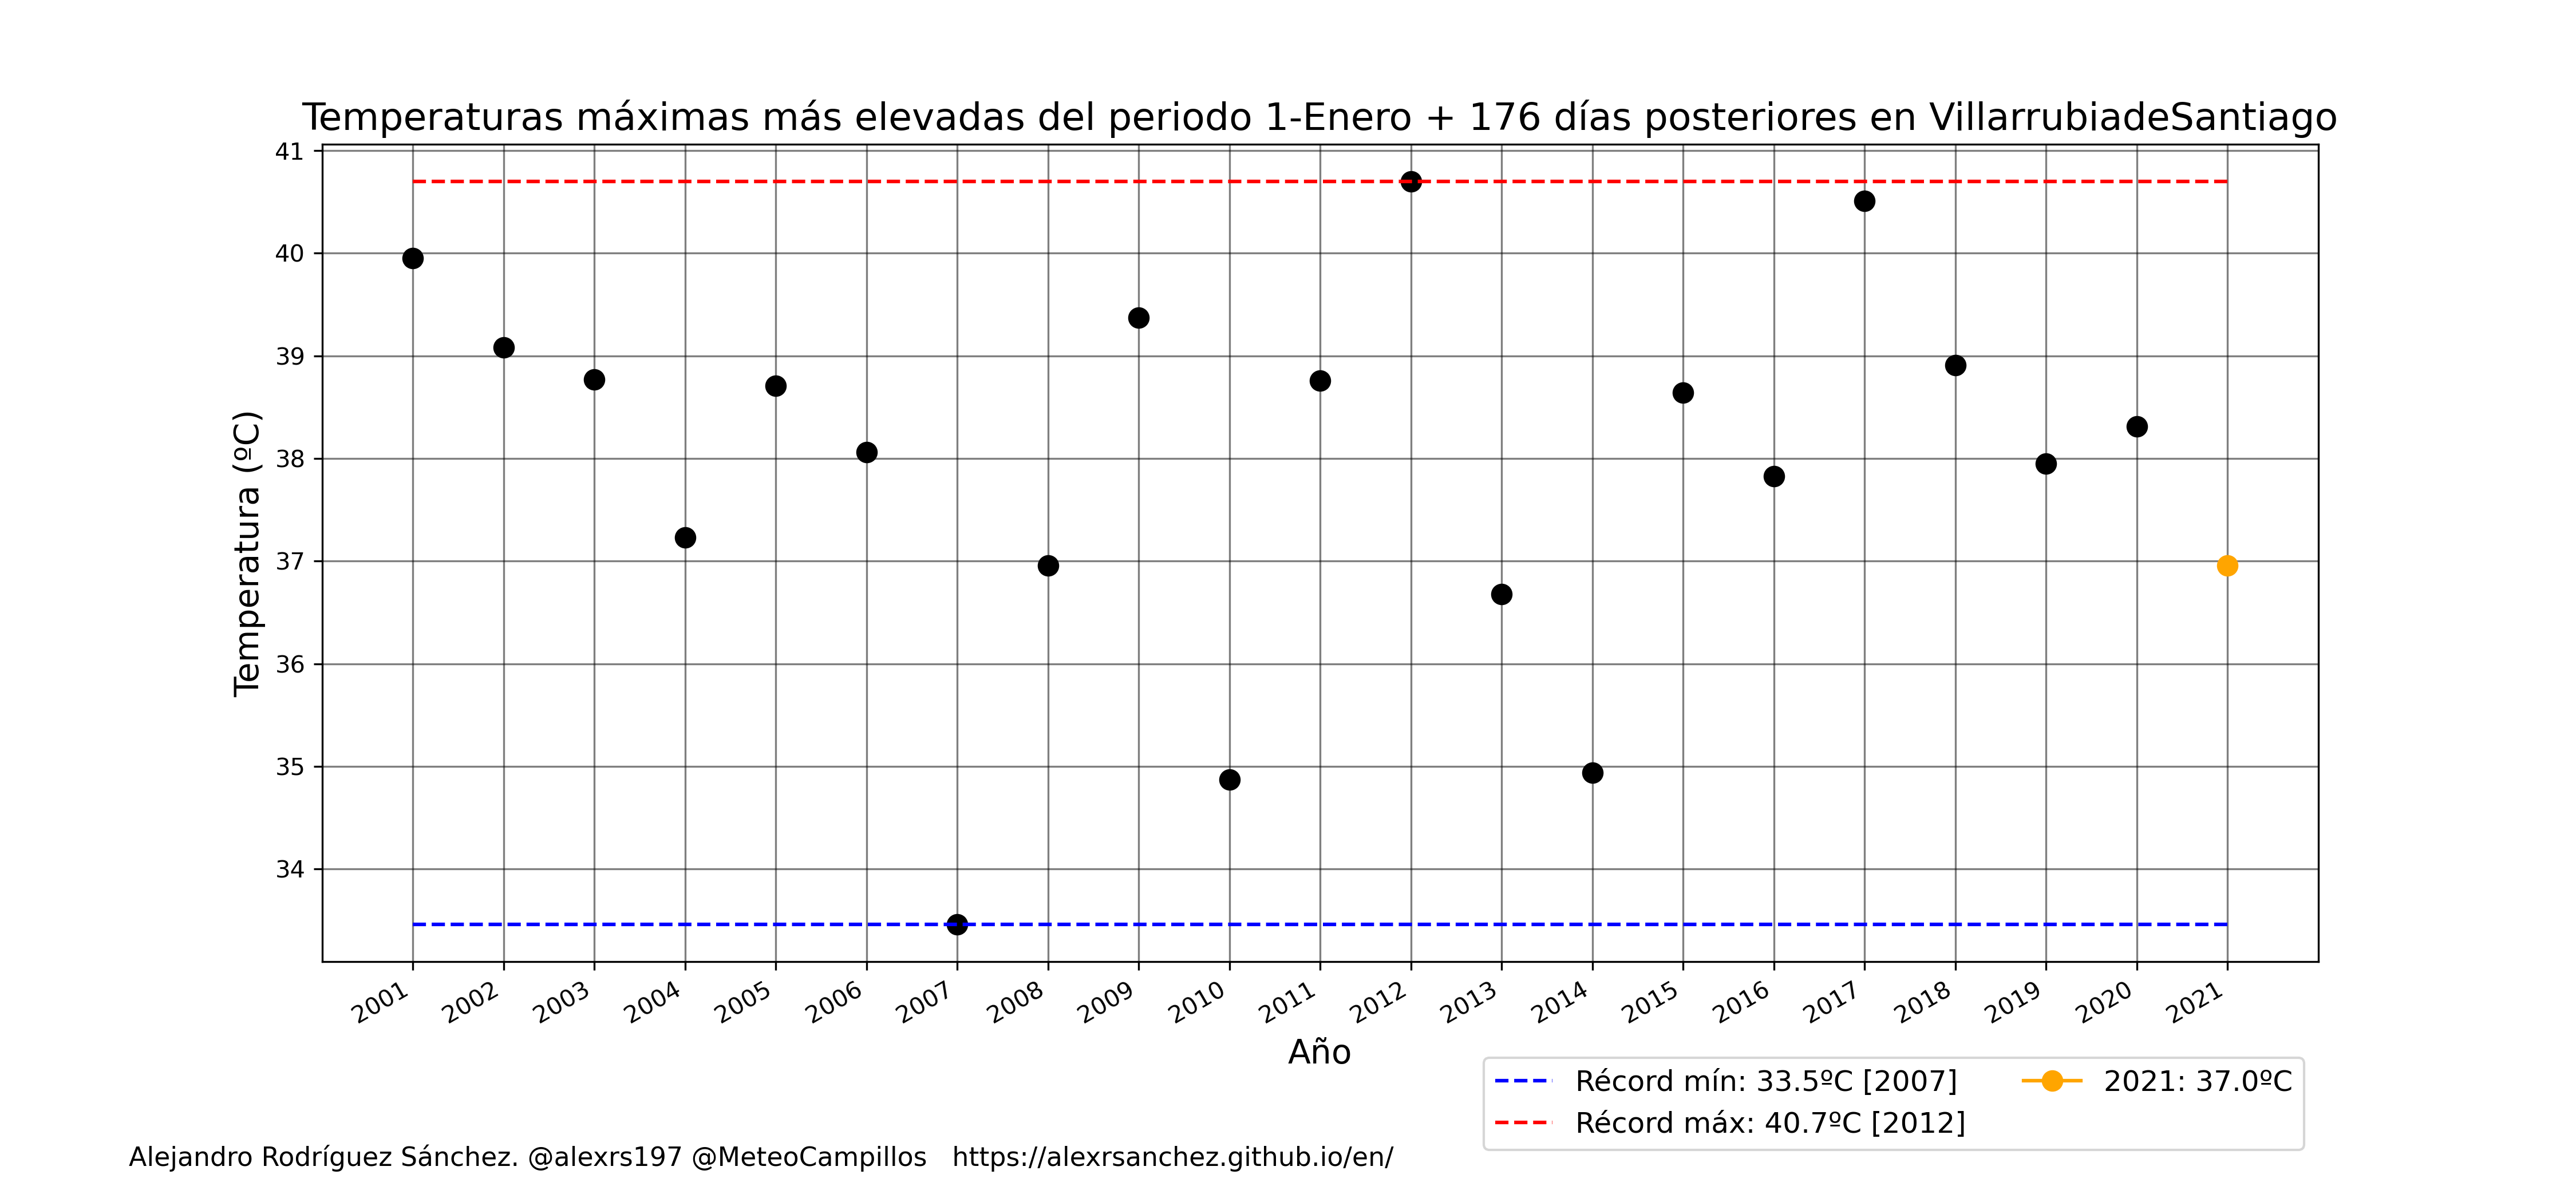 Temperaturas máximas más elevadas del periodo 1-Enero + 176 días posteriores en VillarrubiadeSantiago
41
40
39
38
37
36
35
34
Temperatura (ºC)
2001 2002 2003 2004 2005 2006 2007 2008 2009 2010 2011 2012 2013 2014 2015 2016 2017 2018 2019 2020 2021
Año
Récord mín: 33.5ºC [2007]
Récord máx: 40.7ºC [2012]
2021: 37.0ºC
Alejandro Rodríguez Sánchez. @alexrs197 @MeteoCampillos https://alexrsanchez.github.io/en/